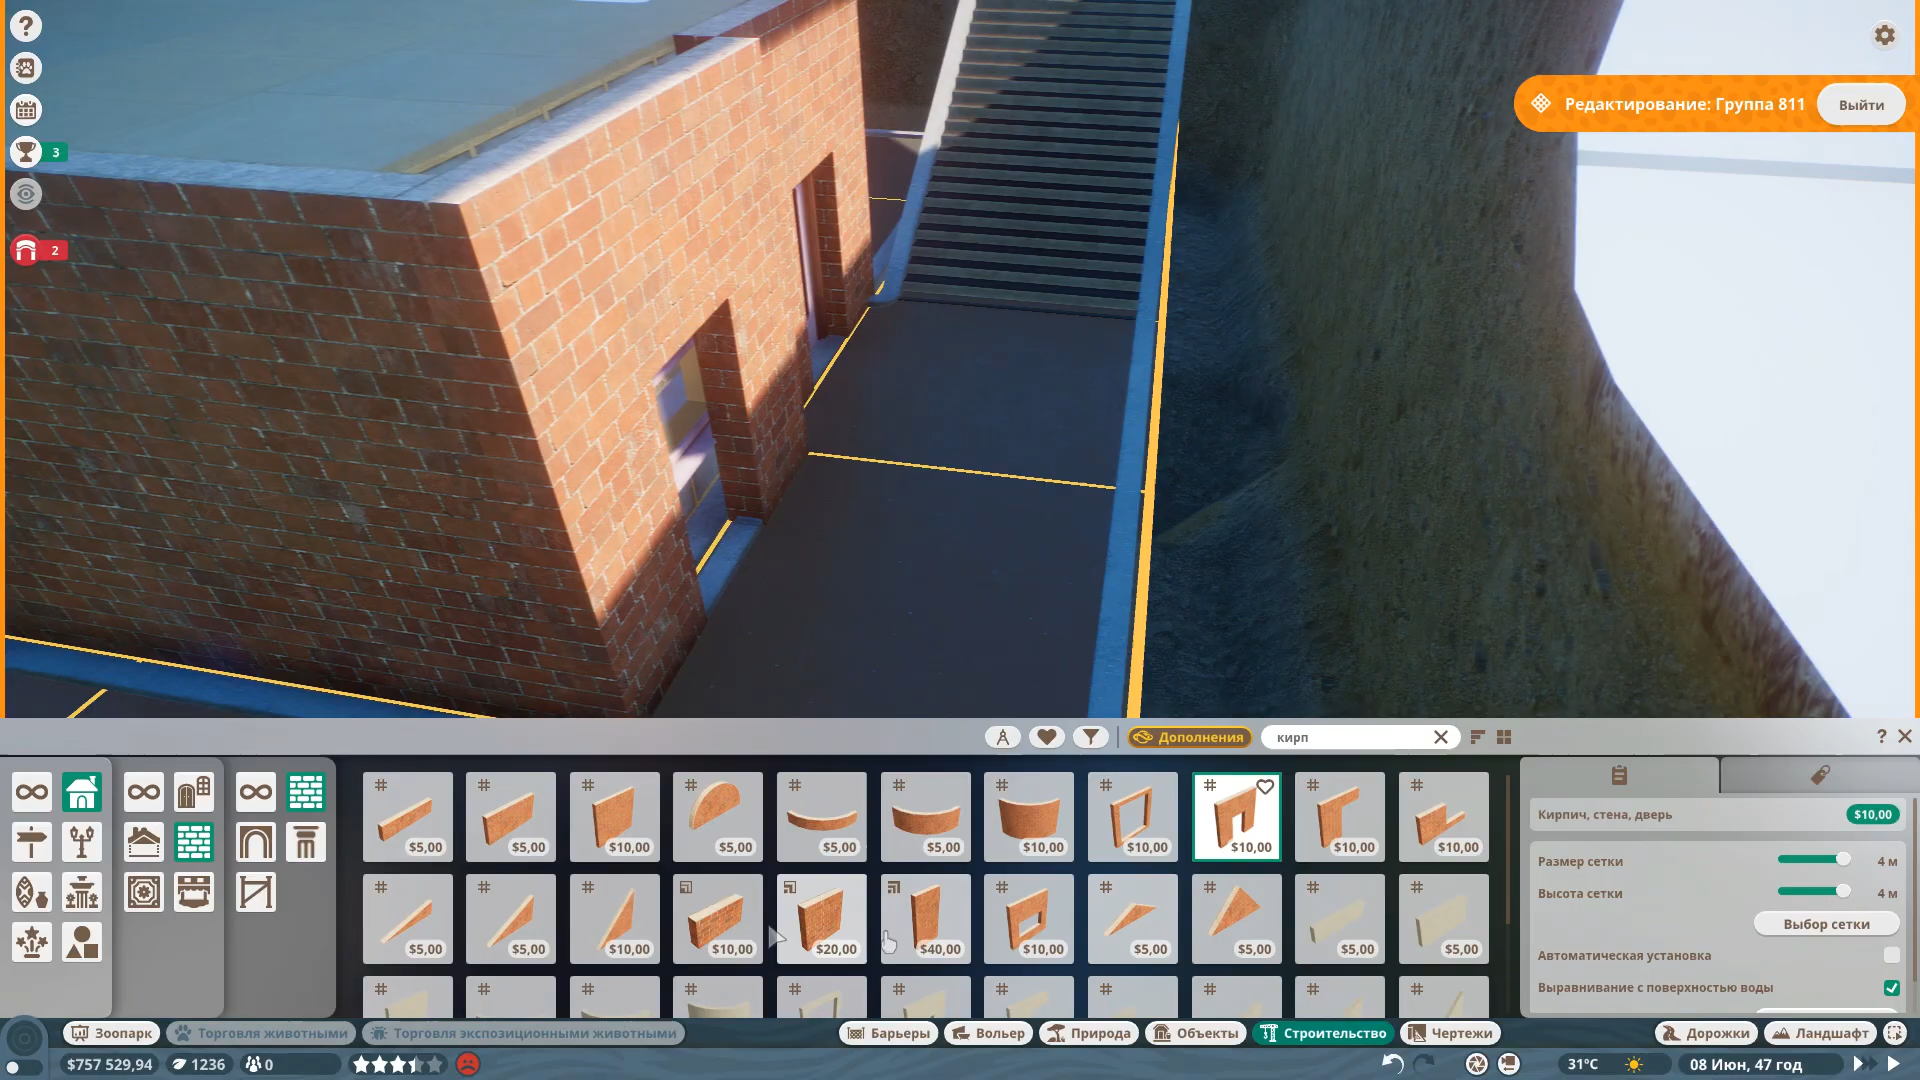 ?
Редактирование: Группа 811
Выйти
3
2
Дополнения
кирп
?
$5,00
$5,00
$10,00
$5,00
$5,00
$5,00
$10,00
$10,00
$10,00
$10,00
$10,00
$5,00
$5,00
$10,00
$10,00
$20,00
$40,00
$10,00
$5,00
$5,00
$5,00
$5,00
Кирпич, стена, дверь
$10,00
Размер сетки
4 м
Высота сетки
4 м
Выбор сетки
Автоматическая установка
Выравнивание с поверхностью воды
Зоопарк
Торговля животными
Торговля экспозиционными животными
Барьеры
Вольер
Природа
Объекты
Строительство
Чертежи
Дорожки
Ландшафт
$757 529,94
1236
0
31°C
08 Июн, 47 год